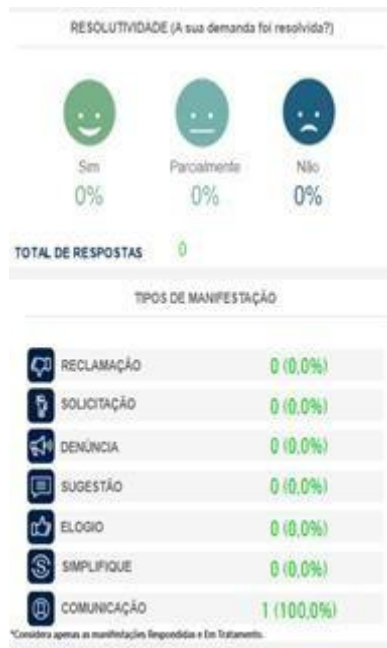 RESOLUTIVIDADE (A sua demanda foi resolvida?)
Sim Parcialmente Não
0% 0% 0%
TOTAL DE RESPOSTAS 0
TIPOS DE MANIFESTAÇÃO
RECLAMAÇÃO 0 (0,0%)
SOLICITAÇÃO 0 (0,0%)
DENÚNCIA 0 (0,0%)
SUGESTÃO 0 (0,0%)
ELOGIO 0 (0,0%)
SIMPLIFIQUE 0 (0,0%)
COMUNICAÇÃO 1 (100,0%)
*Considera apenas as manifestações Respondidas e Em Tratamento.